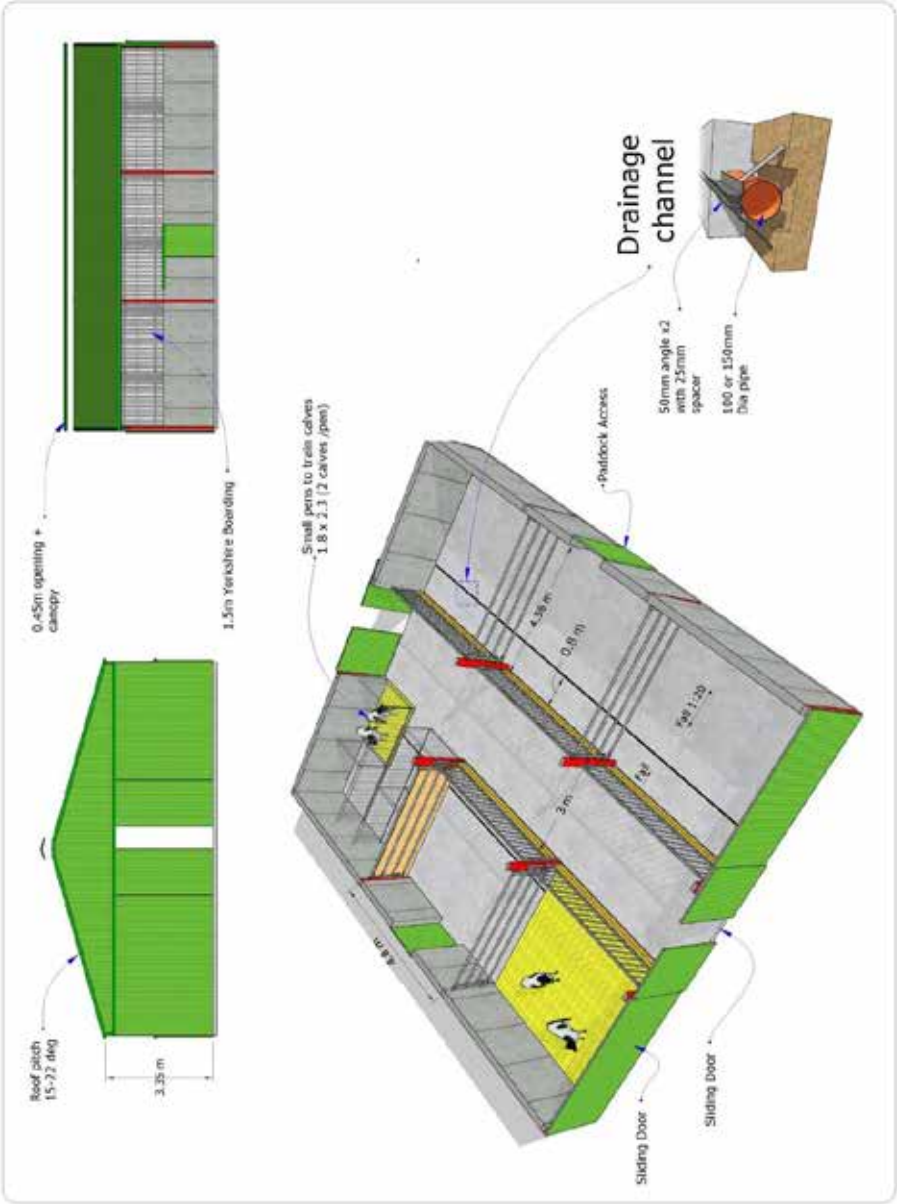 Roof pitch
15-22 deg
3.35 m
0.45m opening +
canopy
1.5m Yorkshire Boarding
Small pens to train calves
1.8 x 2.3 (2 calves /pen)
Drainage
channel
50mm angle x2
with 25mm
spacer
100 or 150mm
Dia pipe
Paddock Access
4.56 m
0.8 m
3 m
Fall
Fall 1:20
Sliding Door
Sliding Door